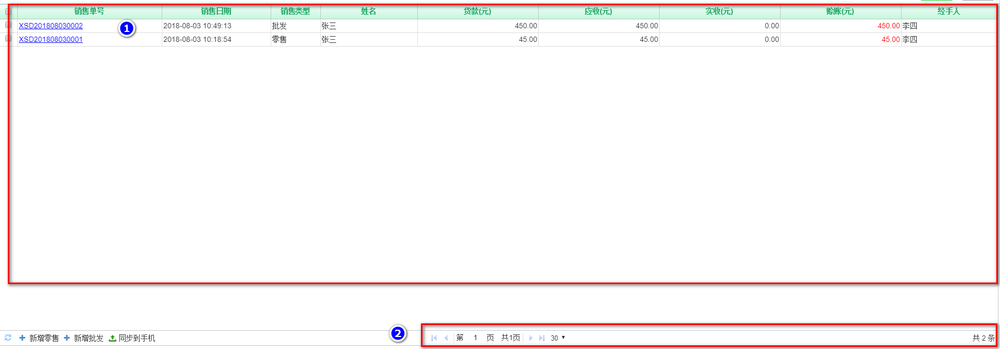 销售单号 销售日期 销售类型 姓名 货款(元) 应收(元) 实收(元) 赊账(元) 经手人
XSD201808030002 1 2018-08-03 10:49:13 批发 张三 450.00 450.00 0.00 450.00 李四
XSD201808030001 2018-08-03 10:18:54 零售 张三 45.00 45.00 0.00 45.00 李四
新增零售 新增批发 同步到手机 2 第 1 页 共1页 30 共 2 条